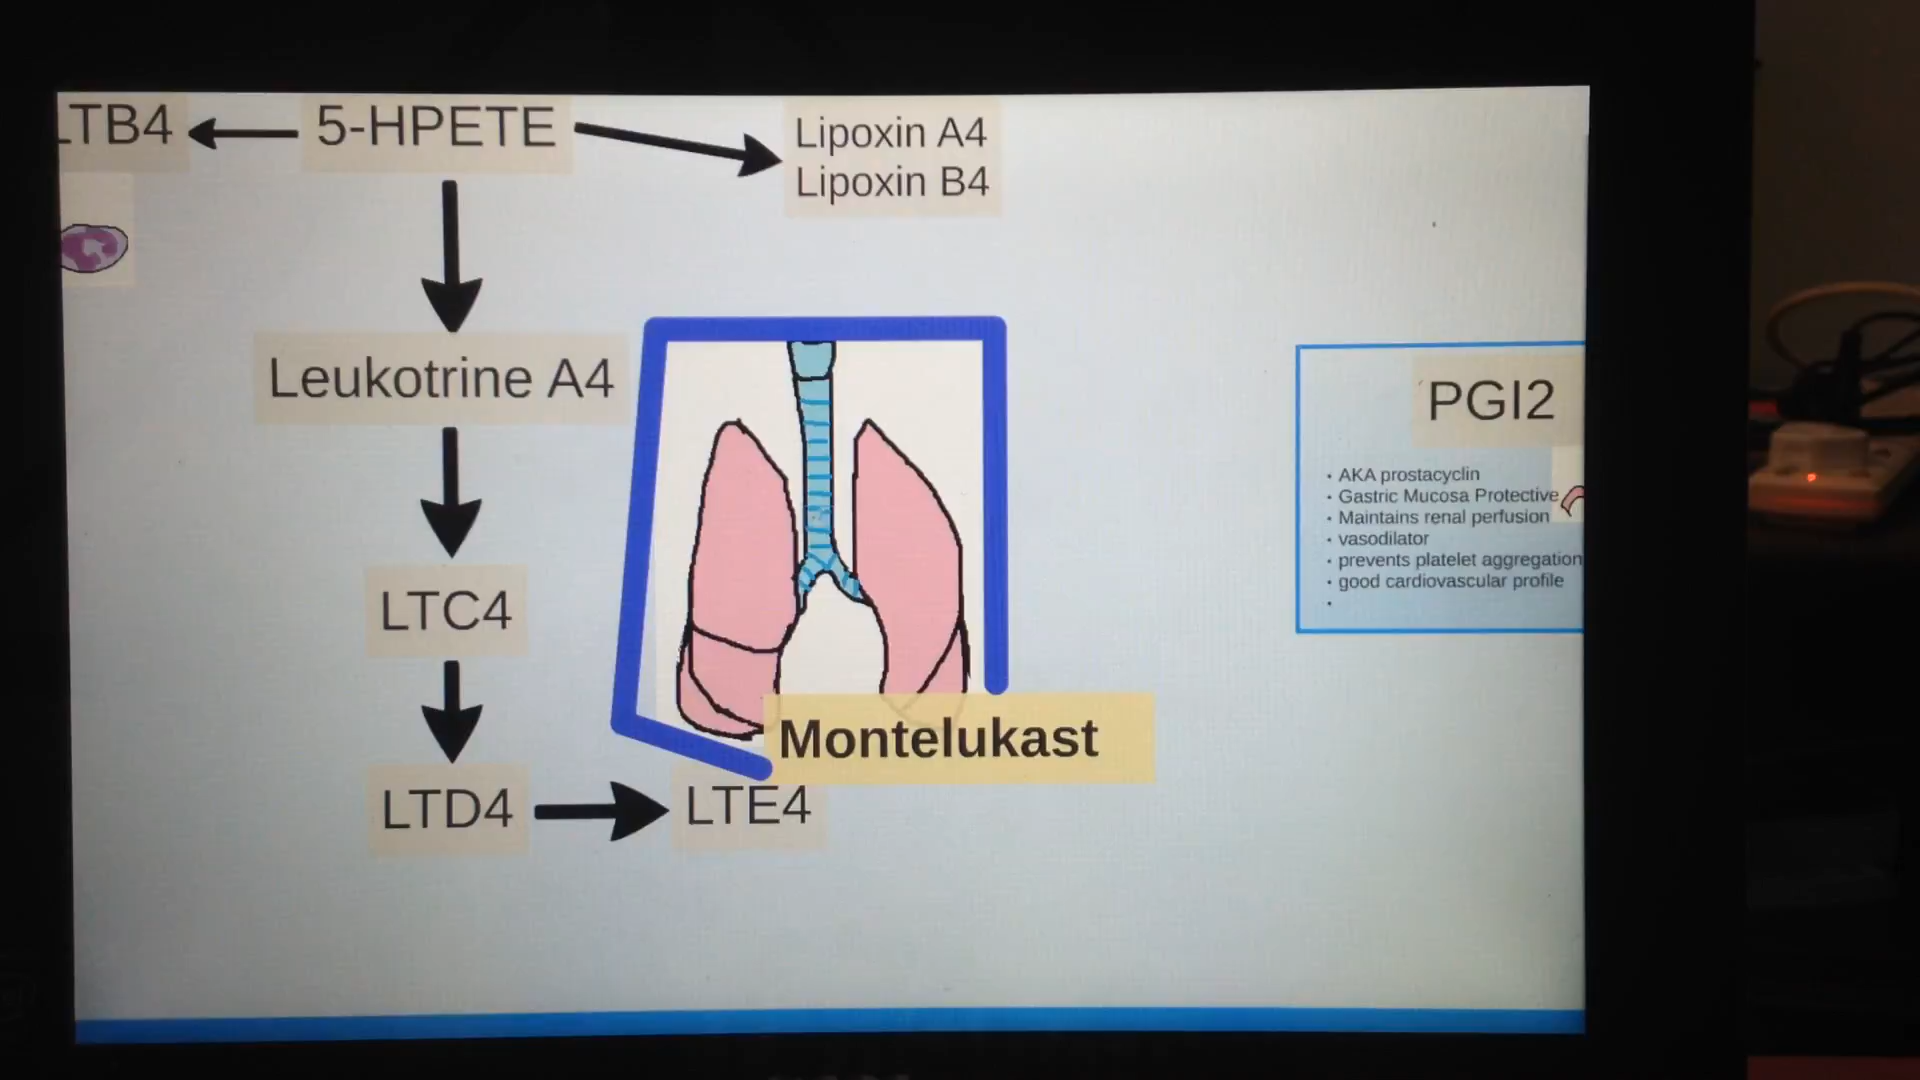 LTB4
5-HPETE
Lipoxin A4
Lipoxin B4
Leukotrine A4
LTC4
LTD4
LTE4
Montelukast
PGI2
• AKA prostacyclin
• Gastric Mucosa Protective
• Maintains renal perfusion
• vasodilator
• prevents platelet aggregation
• good cardiovascular profile
•